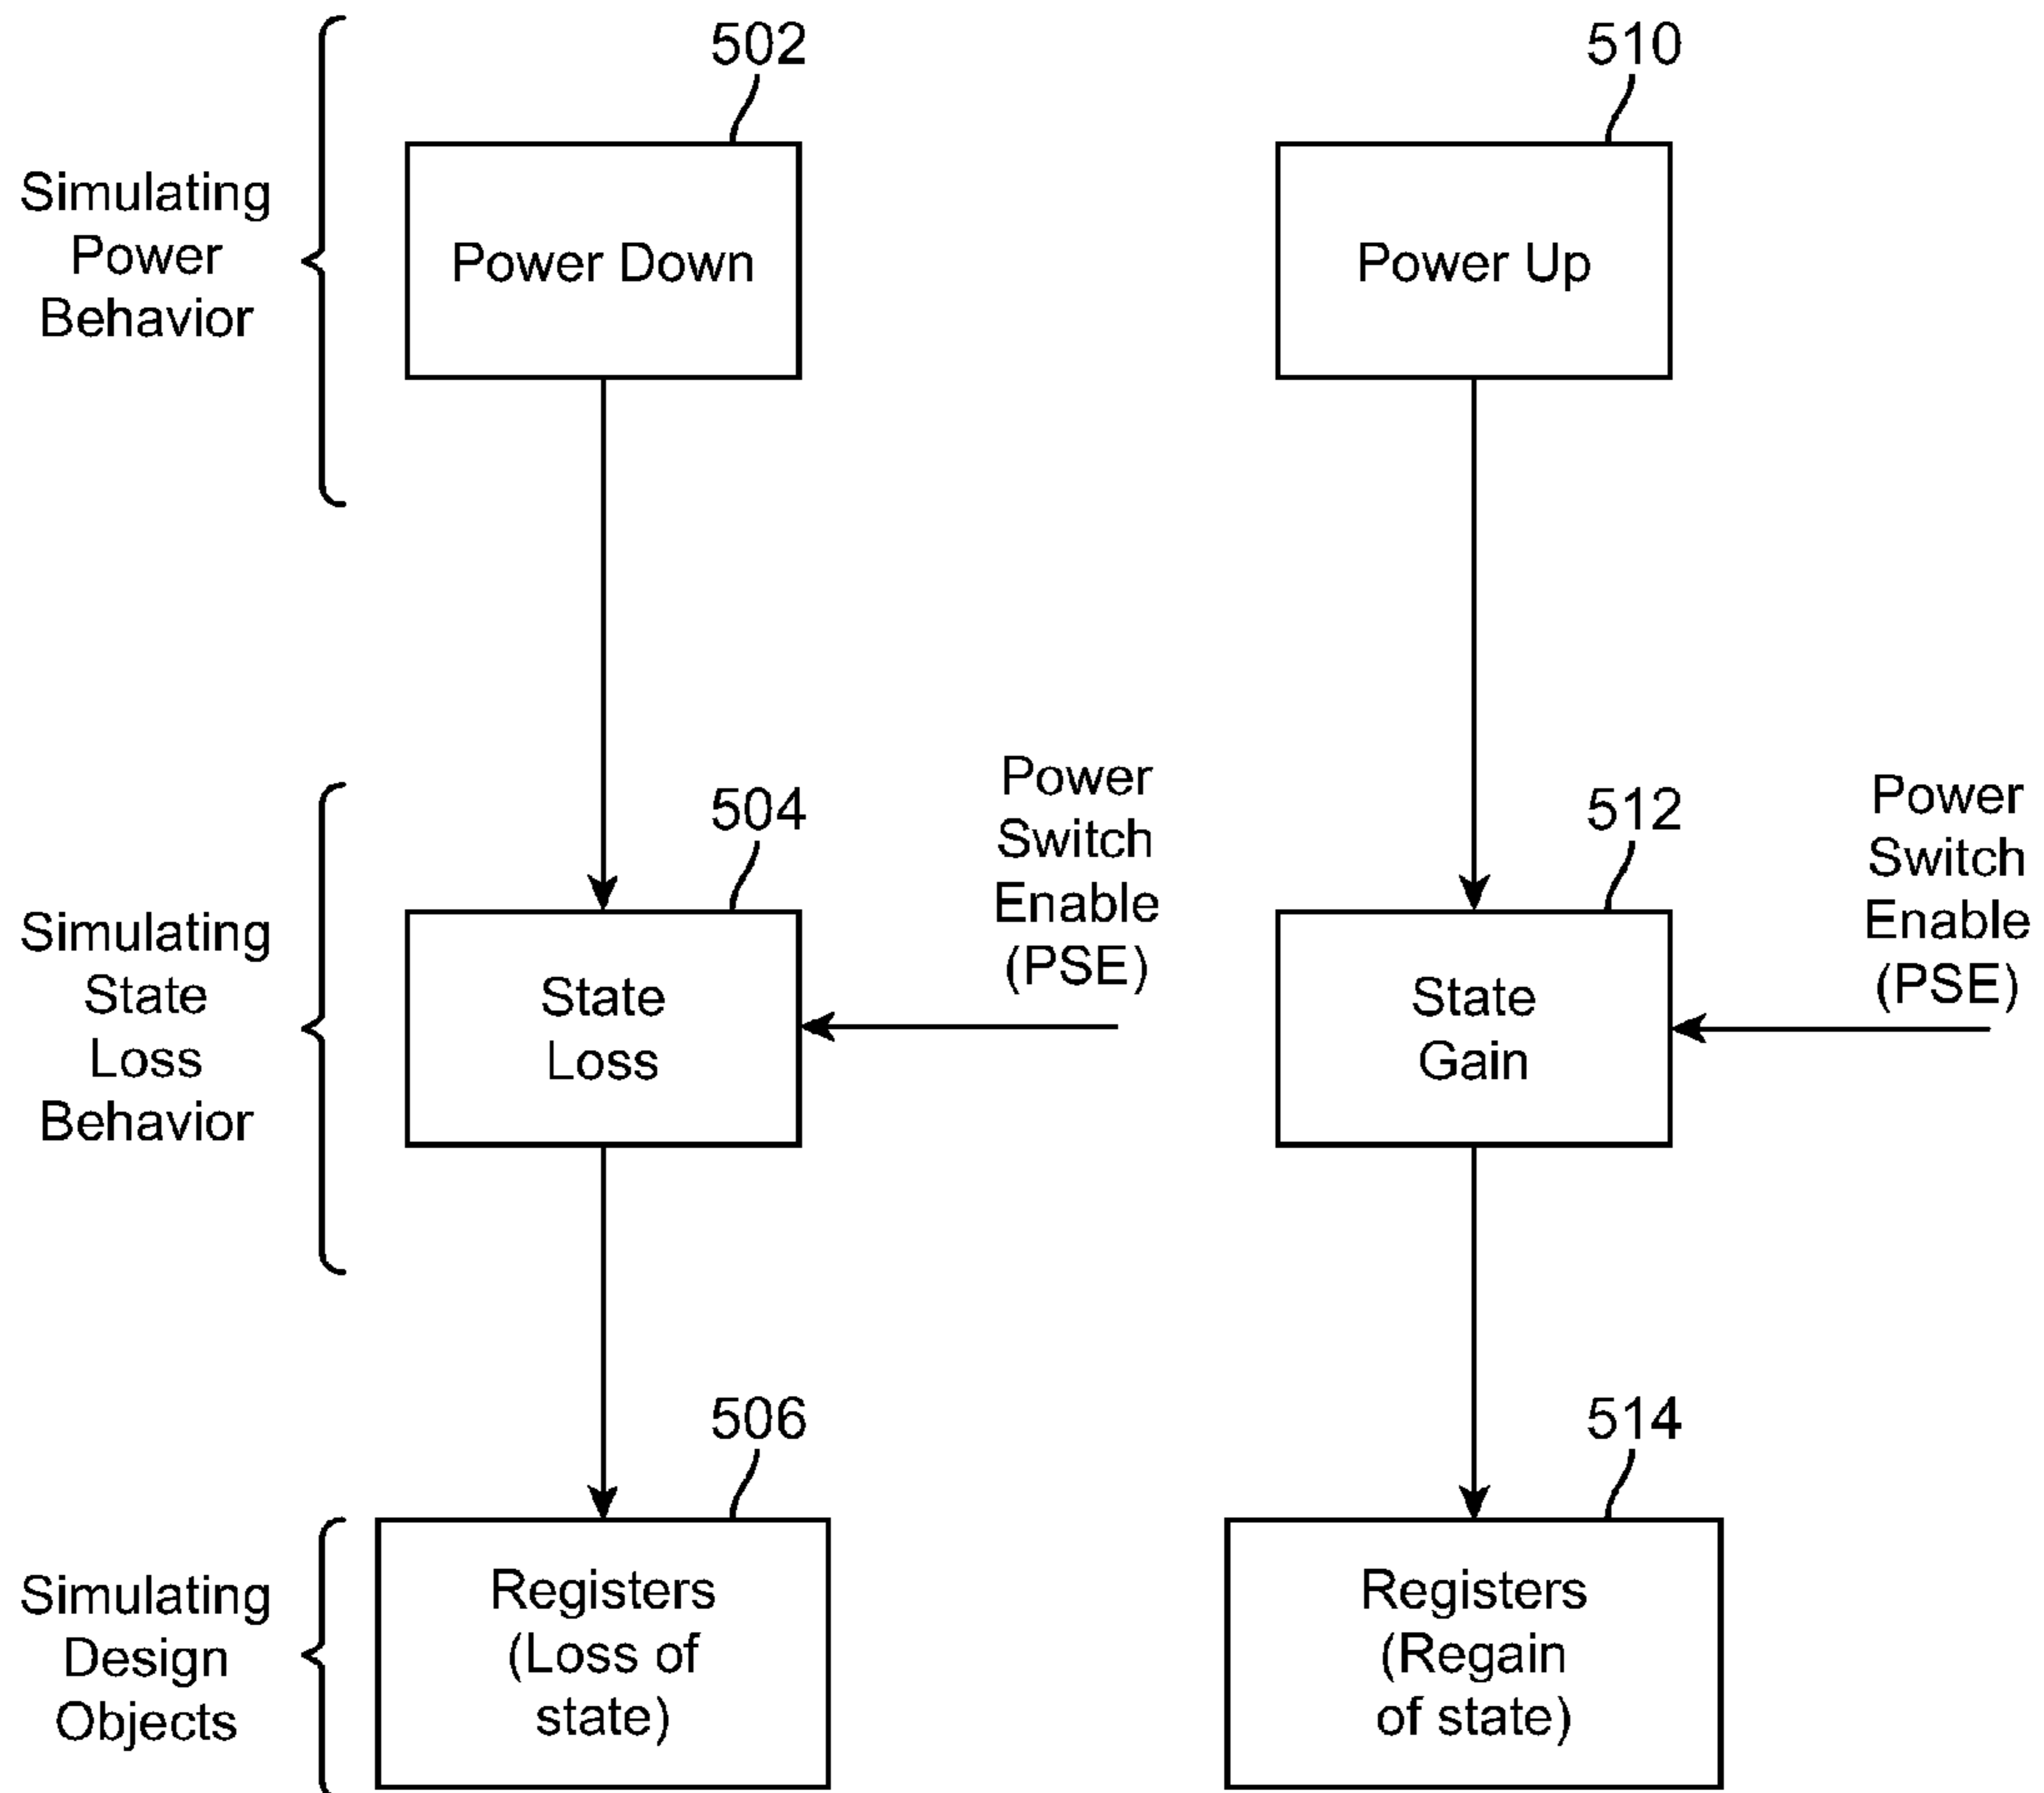 502
510
Simulating
Power
Behavior
Power Down
Power Up
504
Power
Switch
Enable
(PSE)
512
Power
Switch
Enable
(PSE)
Simulating
State
Loss
Behavior
State
Loss
State
Gain
506
514
Simulating
Design
Objects
Registers
(Loss of
state)
Registers
(Regain
of state)